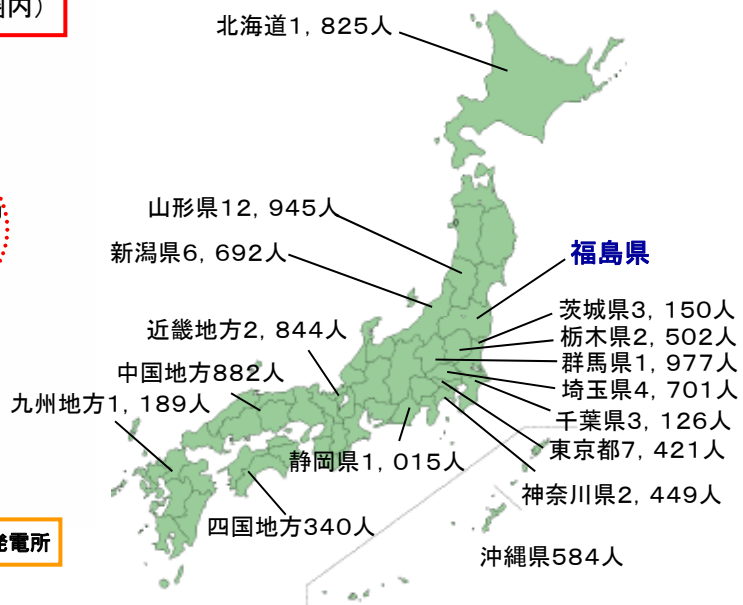 圏内）
北海道1，825人
山形県12，945人
新潟県6，692人
福島県
茨城県3，150人
近畿地方2，844人
栃木県2，502人
群馬県1，977人
中国地方882人
埼玉県4，701人
九州地方1，189人
千葉県3，126人
東京都7，421人
静岡県1，015人
神奈川県2，449人
四国地方340人
発電所
沖縄県584人